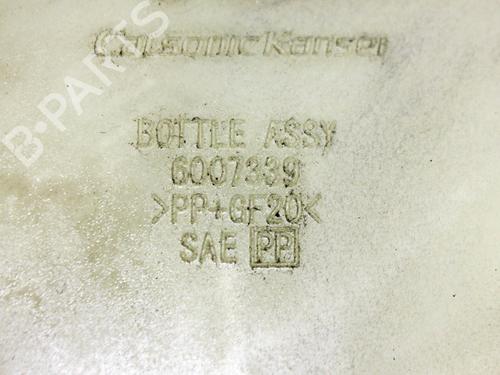 CalsonicKansei
BOTTLE ASSY
6007339
>PP+GF20<
SAE PP
B-PARTS